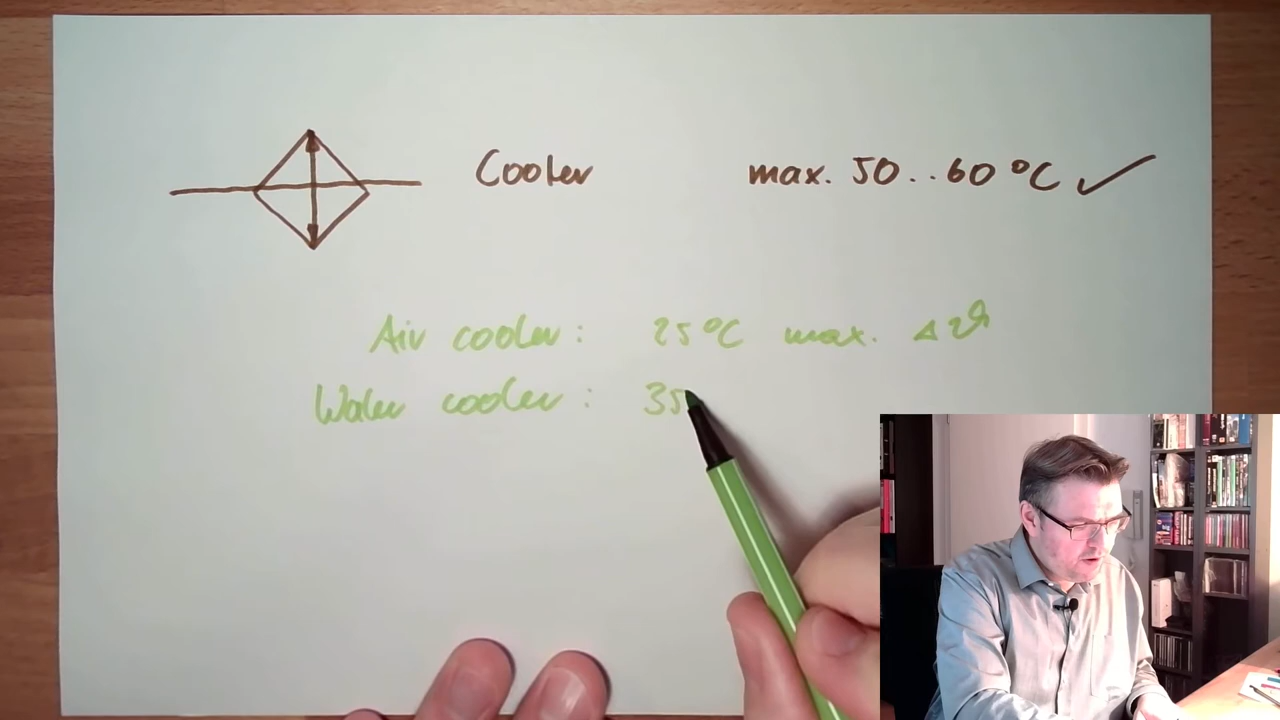 Cooler max. 50..60°C ✓
Air cooler: 25°C max. Δϑ
Water cooler: 35